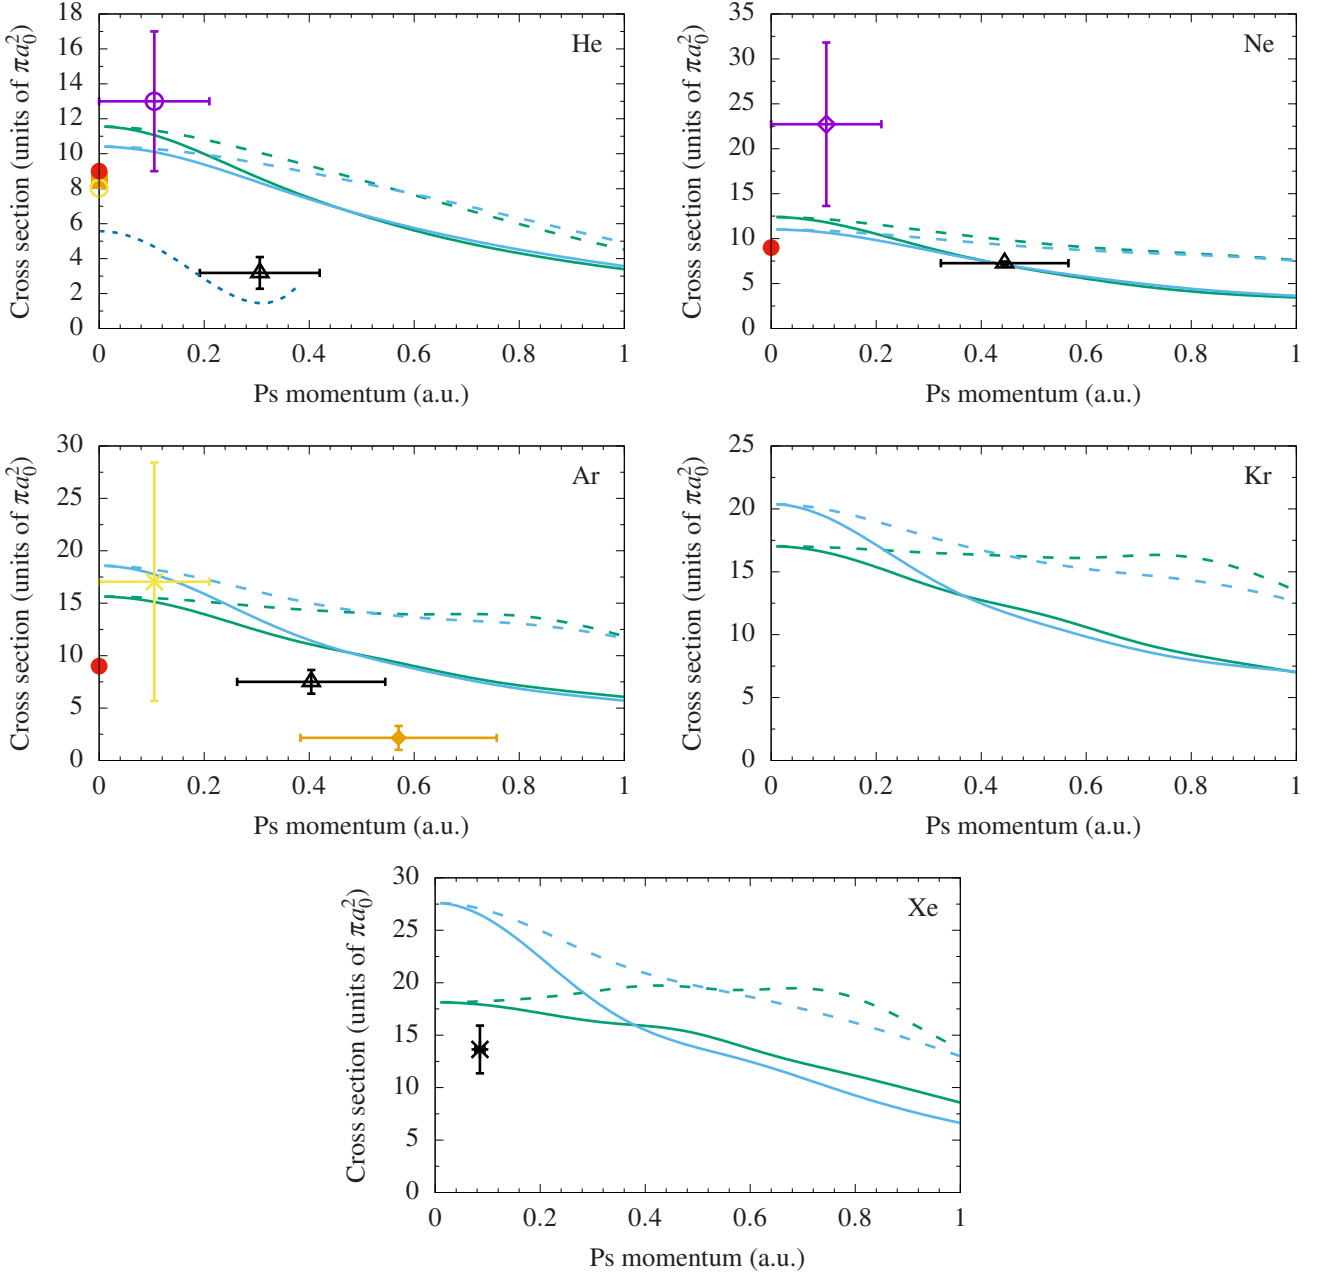 He
Cross section (units of πa₀²)
18
16
14
12
10
8
6
4
2
0
0 0.2 0.4 0.6 0.8 1
Ps momentum (a.u.)
Ne
Cross section (units of πa₀²)
35
30
25
20
15
10
5
0
0 0.2 0.4 0.6 0.8 1
Ps momentum (a.u.)
Ar
Cross section (units of πa₀²)
30
25
20
15
10
5
0
0 0.2 0.4 0.6 0.8 1
Ps momentum (a.u.)
Kr
Cross section (units of πa₀²)
25
20
15
10
5
0
0 0.2 0.4 0.6 0.8 1
Ps momentum (a.u.)
Xe
Cross section (units of πa₀²)
30
25
20
15
10
5
0
0 0.2 0.4 0.6 0.8 1
Ps momentum (a.u.)